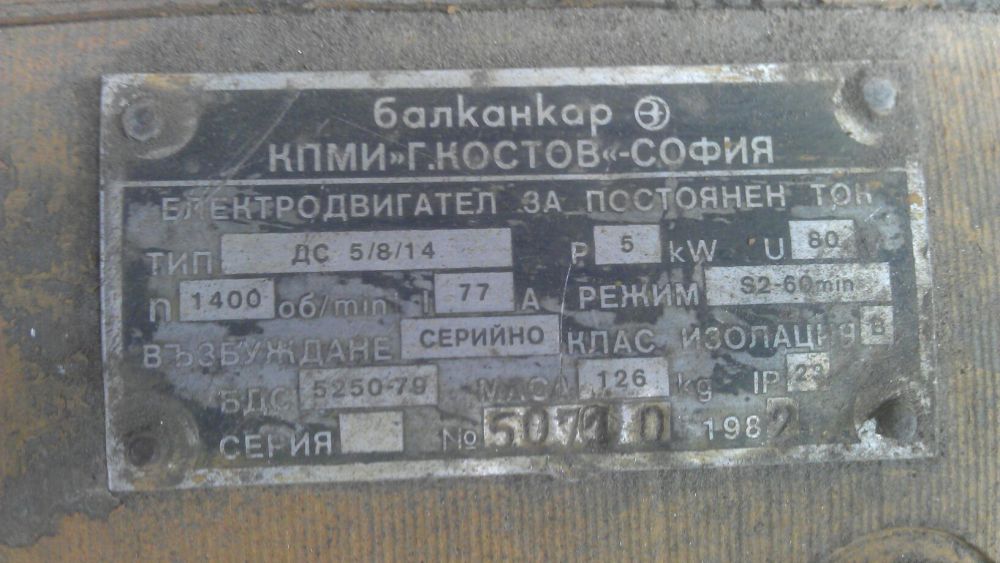 балканкар
КПМИ»Г.КОСТОВ«-СОФИЯ
ЕЛЕКТРОДВИГАТЕЛ ЗА ПОСТОЯНЕН ТОК
ТИП ДС 5/8/14 P 5 kW U 80
n 1400 об/min I 77 A РЕЖИМ S2-60min
ВЪЗБУЖДАНЕ СЕРИЙНО КЛАС ИЗОЛАЦИЯ В
БДС 5250-79 МАСА 126 kg IP
СЕРИЯ № 1982